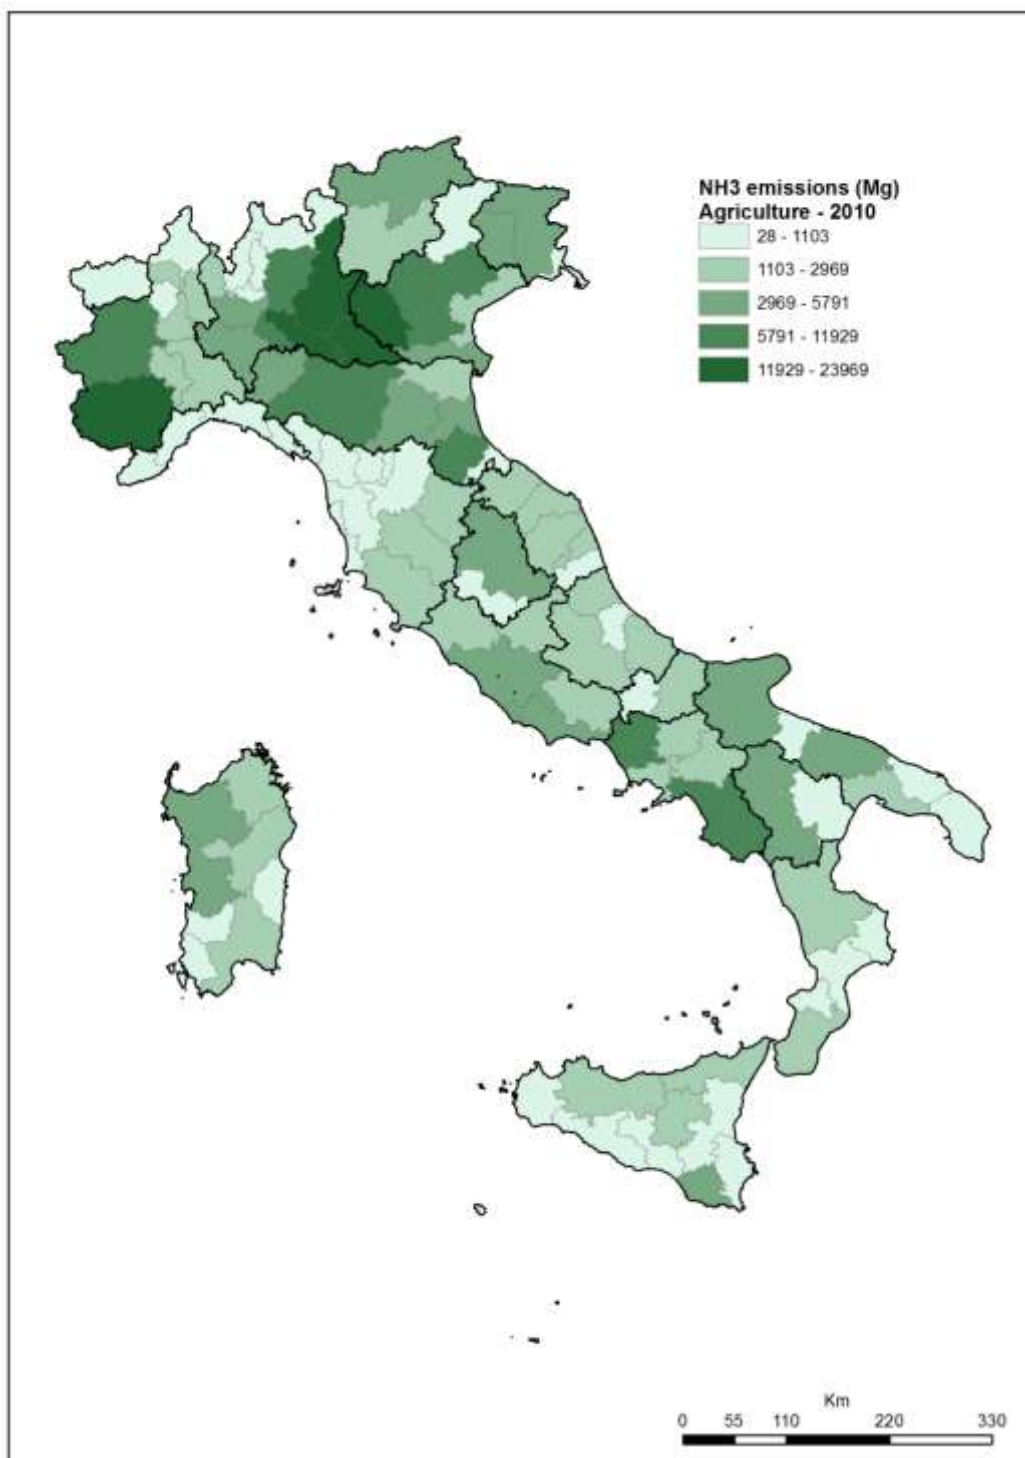 NH3 emissions (Mg)
Agriculture - 2010
28 - 1103
1103 - 2969
2969 - 5791
5791 - 11929
11929 - 23969
Km
0 55 110 220 330